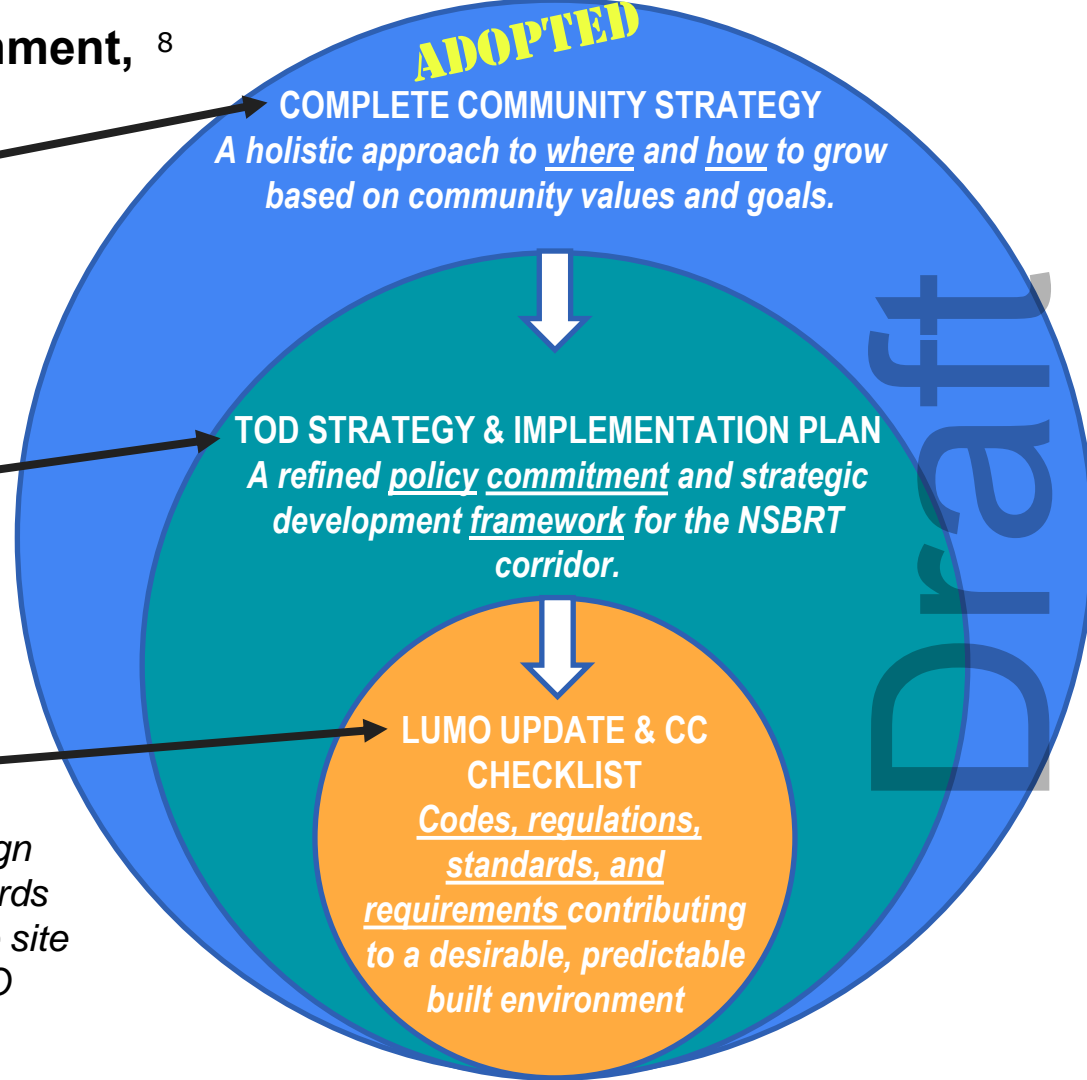 nment, 8
ADOPTED
COMPLETE COMMUNITY STRATEGY
A holistic approach to where and how to grow
based on community values and goals.
TOD STRATEGY & IMPLEMENTATION PLAN
A refined policy commitment and strategic
development framework for the NSBRT
corridor.
LUMO UPDATE & CC
CHECKLIST
Codes, regulations,
standards, and
requirements contributing
to a desirable, predictable
built environment
gn
rds
site
Draft